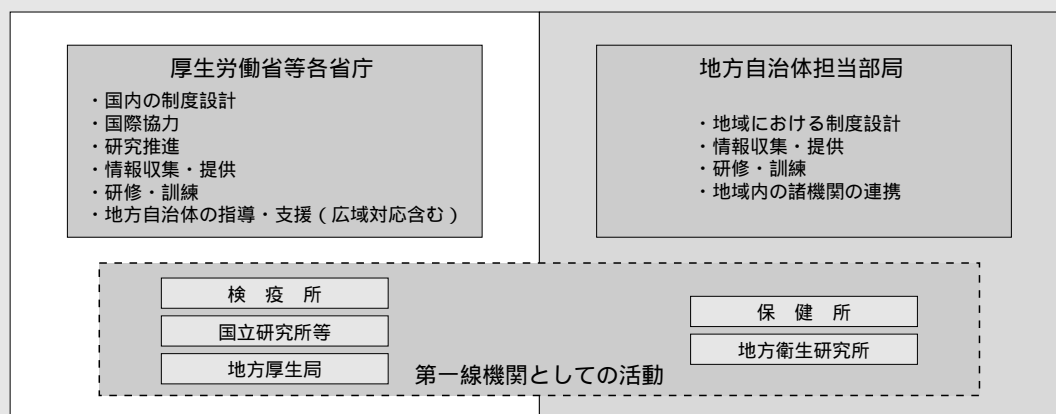 厚生労働省等各省庁
・国内の制度設計
・国際協力
・研究推進
・情報収集・提供
・研修・訓練
・地方自治体の指導・支援（広域対応含む）
地方自治体担当部局
・地域における制度設計
・情報収集・提供
・研修・訓練
・地域内の諸機関の連携
検 疫 所
国立研究所等
地方厚生局
保 健 所
地方衛生研究所
第一線機関としての活動